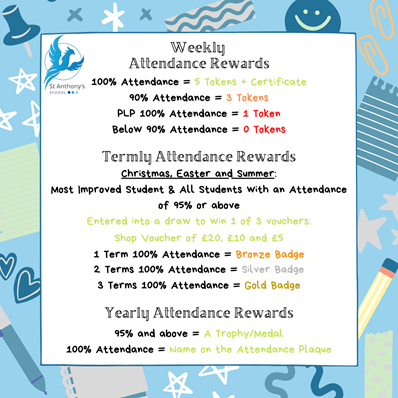 St Anthony's
SCHOOL
Weekly
Attendance Rewards
100% Attendance = 5 Tokens + Certificate
90% Attendance = 3 Tokens
PLP 100% Attendance = 1 Token
Below 90% Attendance = 0 Tokens
Termly Attendance Rewards
Christmas, Easter and Summer:
Most Improved Student & All Students with an Attendance
of 95% or above
Entered into a draw to win 1 of 3 vouchers:
Shop Voucher of £20, £10 and £5
1 Term 100% Attendance = Bronze Badge
2 Terms 100% Attendance = Silver Badge
3 Terms 100% Attendance = Gold Badge
Yearly Attendance Rewards
95% and above = A Trophy/Medal
100% Attendance = Name on the Attendance Plaque